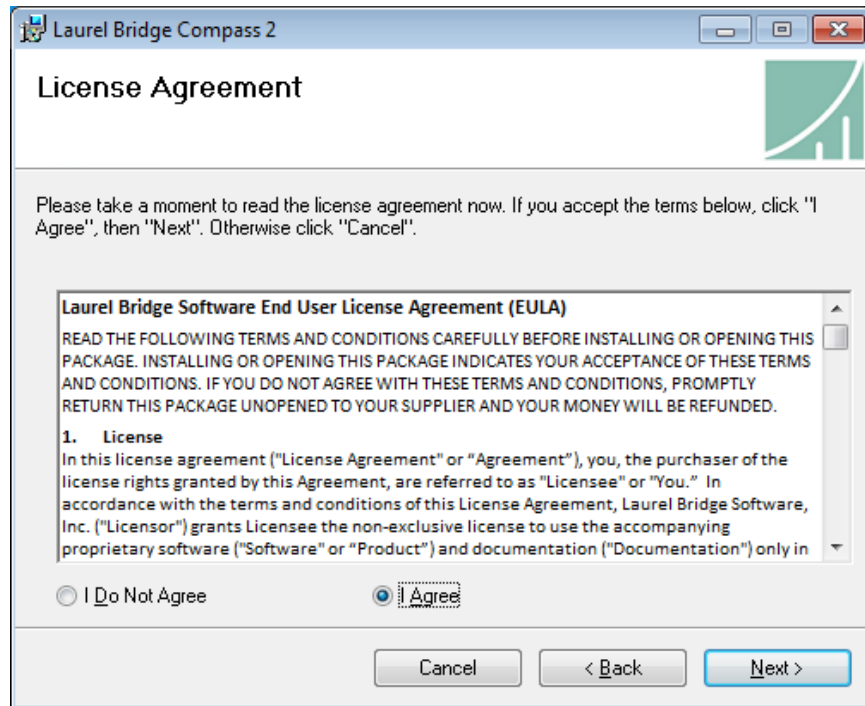 Laurel Bridge Compass 2
License Agreement
Please take a moment to read the license agreement now. If you accept the terms below, click "I
Agree", then "Next". Otherwise click "Cancel".
Laurel Bridge Software End User License Agreement (EULA)
READ THE FOLLOWING TERMS AND CONDITIONS CAREFULLY BEFORE INSTALLING OR OPENING THIS
PACKAGE. INSTALLING OR OPENING THIS PACKAGE INDICATES YOUR ACCEPTANCE OF THESE TERMS
AND CONDITIONS. IF YOU DO NOT AGREE WITH THESE TERMS AND CONDITIONS, PROMPTLY
RETURN THIS PACKAGE UNOPENED TO YOUR SUPPLIER AND YOUR MONEY WILL BE REFUNDED.
1. License
In this license agreement ("License Agreement" or “Agreement”), you, the purchaser of the
license rights granted by this Agreement, are referred to as "Licensee" or "You.” In
accordance with the terms and conditions of this License Agreement, Laurel Bridge Software,
Inc. ("Licensor") grants Licensee the non-exclusive license to use the accompanying
proprietary software ("Software" or “Product”) and documentation ("Documentation") only in
I Do Not Agree
I Agree
Cancel
< Back
Next >